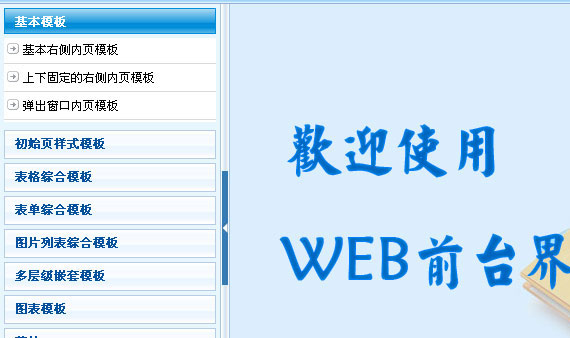 基本模板
基本右侧内页模板
上下固定的右侧内页模板
弹出窗口内页模板
初始页样式模板
表格综合模板
表单综合模板
图片列表综合模板
多层级嵌套模板
图表模板
歡迎使用
WEB前台界